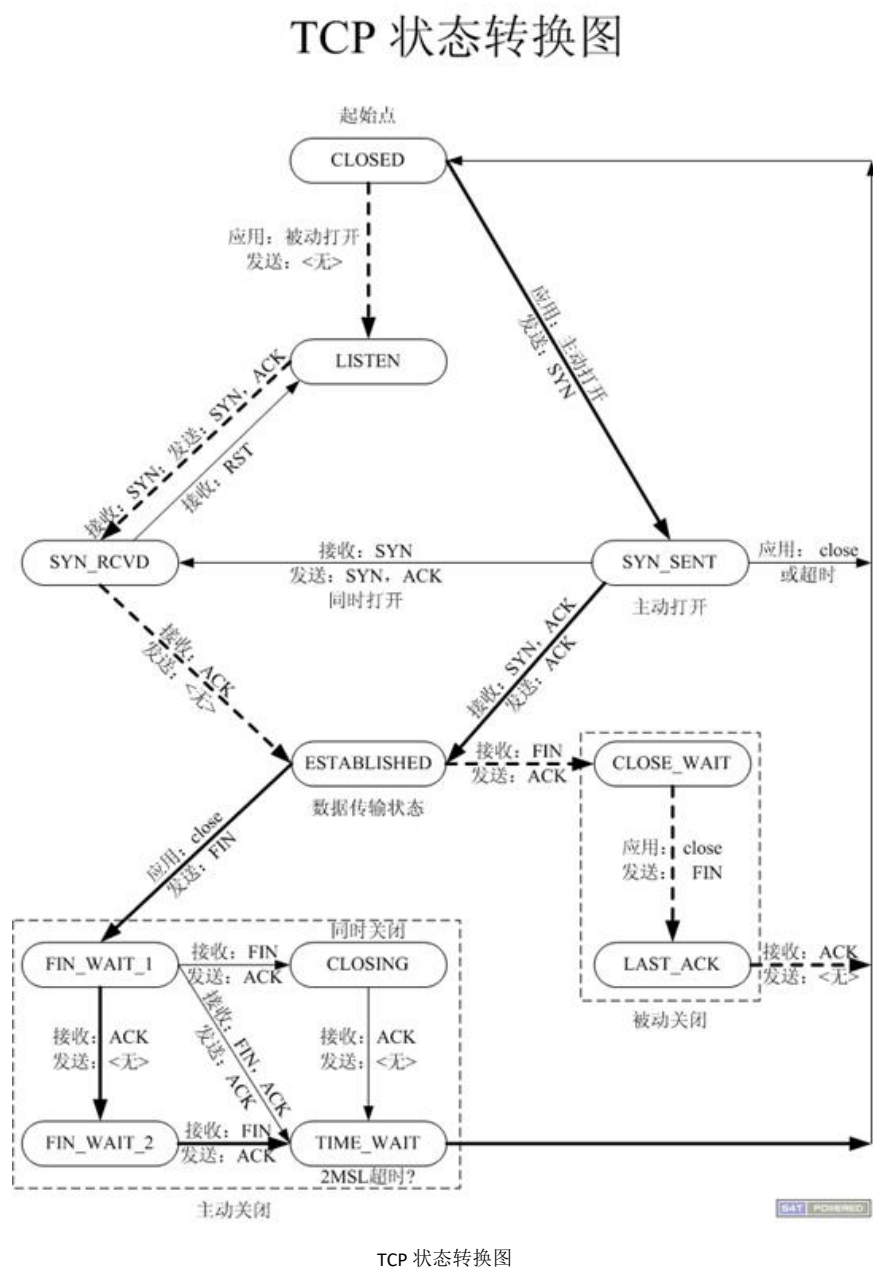 TCP 状态转换图
起始点
CLOSED
应用：被动打开
发送：<无>
应用：主动打开
发送：SYN
LISTEN
接收：SYN；发送：SYN，ACK
接收：RST
SYN_RCVD
接收：SYN
发送：SYN，ACK
同时打开
SYN_SENT
主动打开
应用： close
或超时
接收：ACK
发送：<无>
接收：SYN，ACK
发送：ACK
ESTABLISHED
数据传输状态
接收：FIN
发送：ACK
CLOSE_WAIT
应用：close
发送： FIN
应用：close
发送：FIN
LAST_ACK
接收：ACK
发送：<无>
被动关闭
同时关闭
FIN_WAIT_1
接收：FIN
发送：ACK
CLOSING
接收：ACK
发送：<无>
接收：FIN，ACK
发送：ACK
接收：ACK
发送：<无>
FIN_WAIT_2
接收：FIN
发送：ACK
TIME_WAIT
2MSL超时?
主动关闭
POWERED
TCP 状态转换图